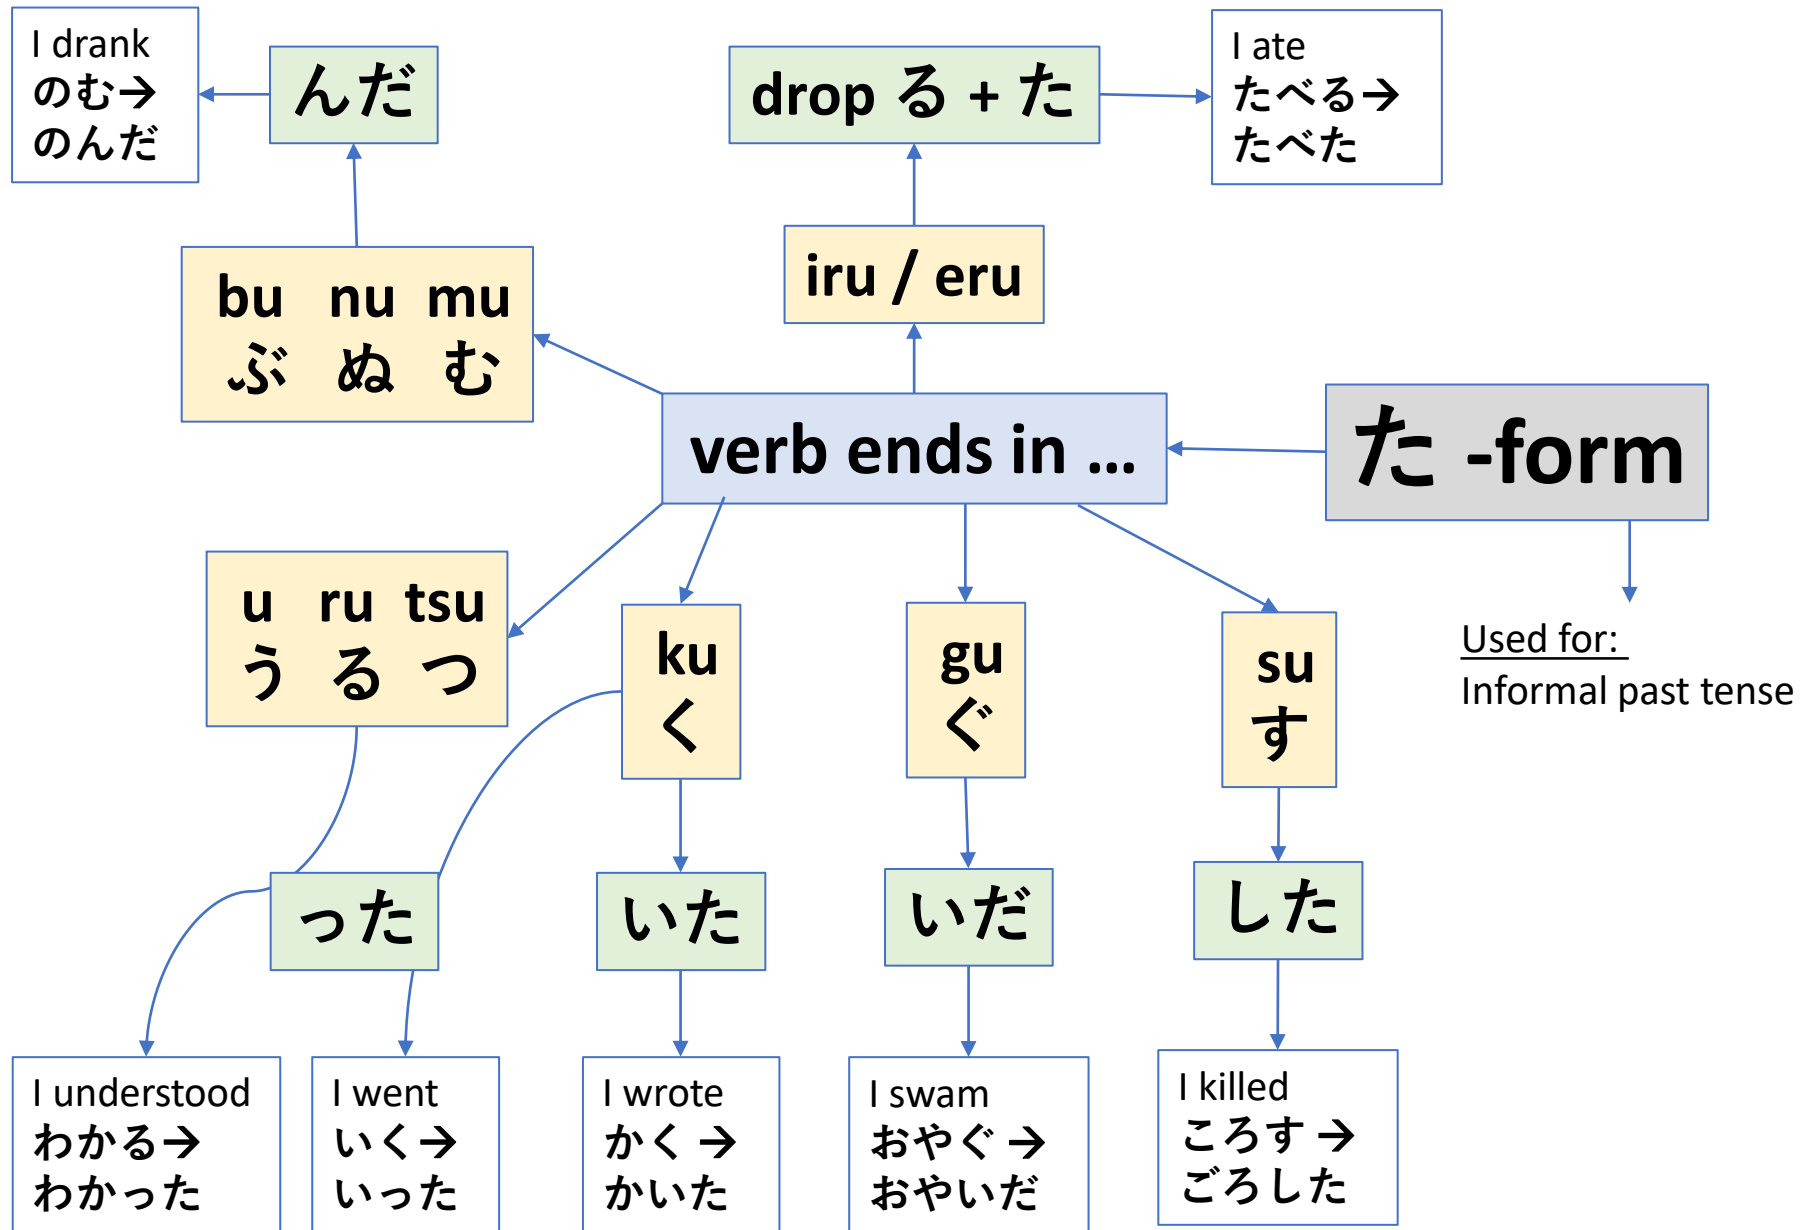 I drank
のむ→
のんだ
んだ
drop る + た
I ate
たべる→
たべた
bu nu mu
ぶ ぬ む
iru / eru
verb ends in ...
た -form
u ru tsu
う る つ
ku
く
gu
ぐ
su
す
Used for:
Informal past tense
った
いた
いだ
した
I understood
わかる→
わかった
I went
いく→
いった
I wrote
かく →
かいた
I swam
おやぐ →
おやいだ
I killed
ころす →
ごろした